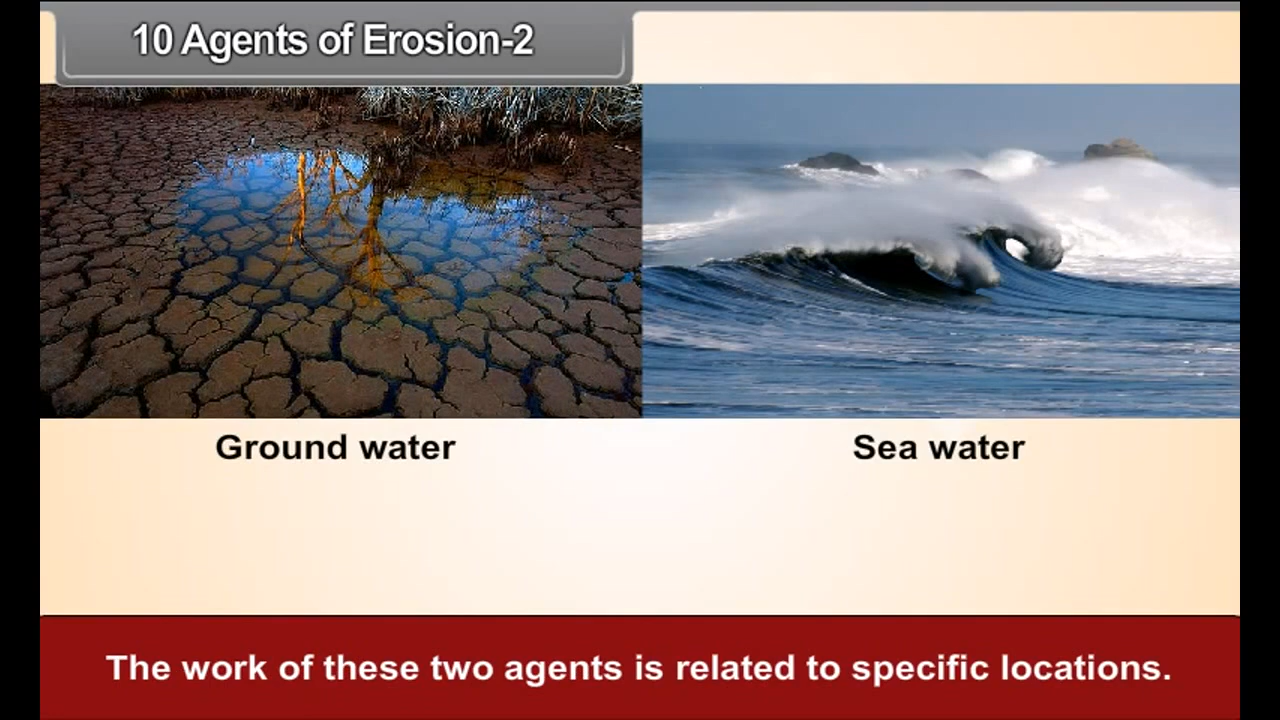 10 Agents of Erosion-2
Ground water
Sea water
The work of these two agents is related to specific locations.